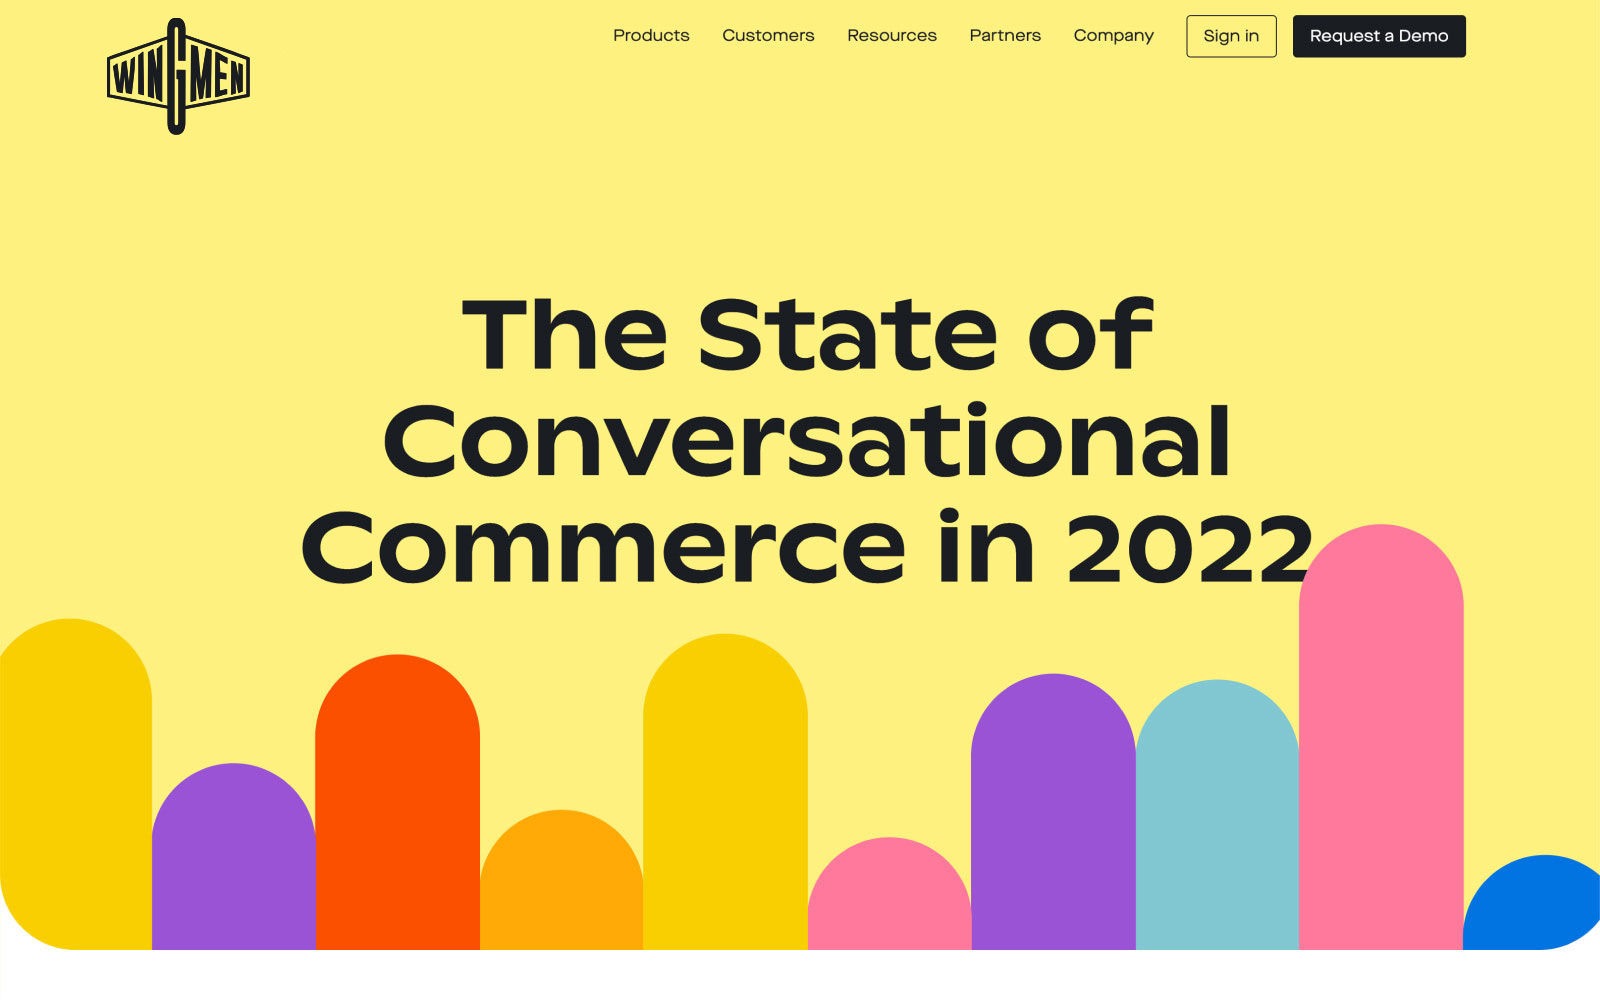 WINGMEN
Products Customers Resources Partners Company Sign in Request a Demo
The State of
Conversational
Commerce in 2022